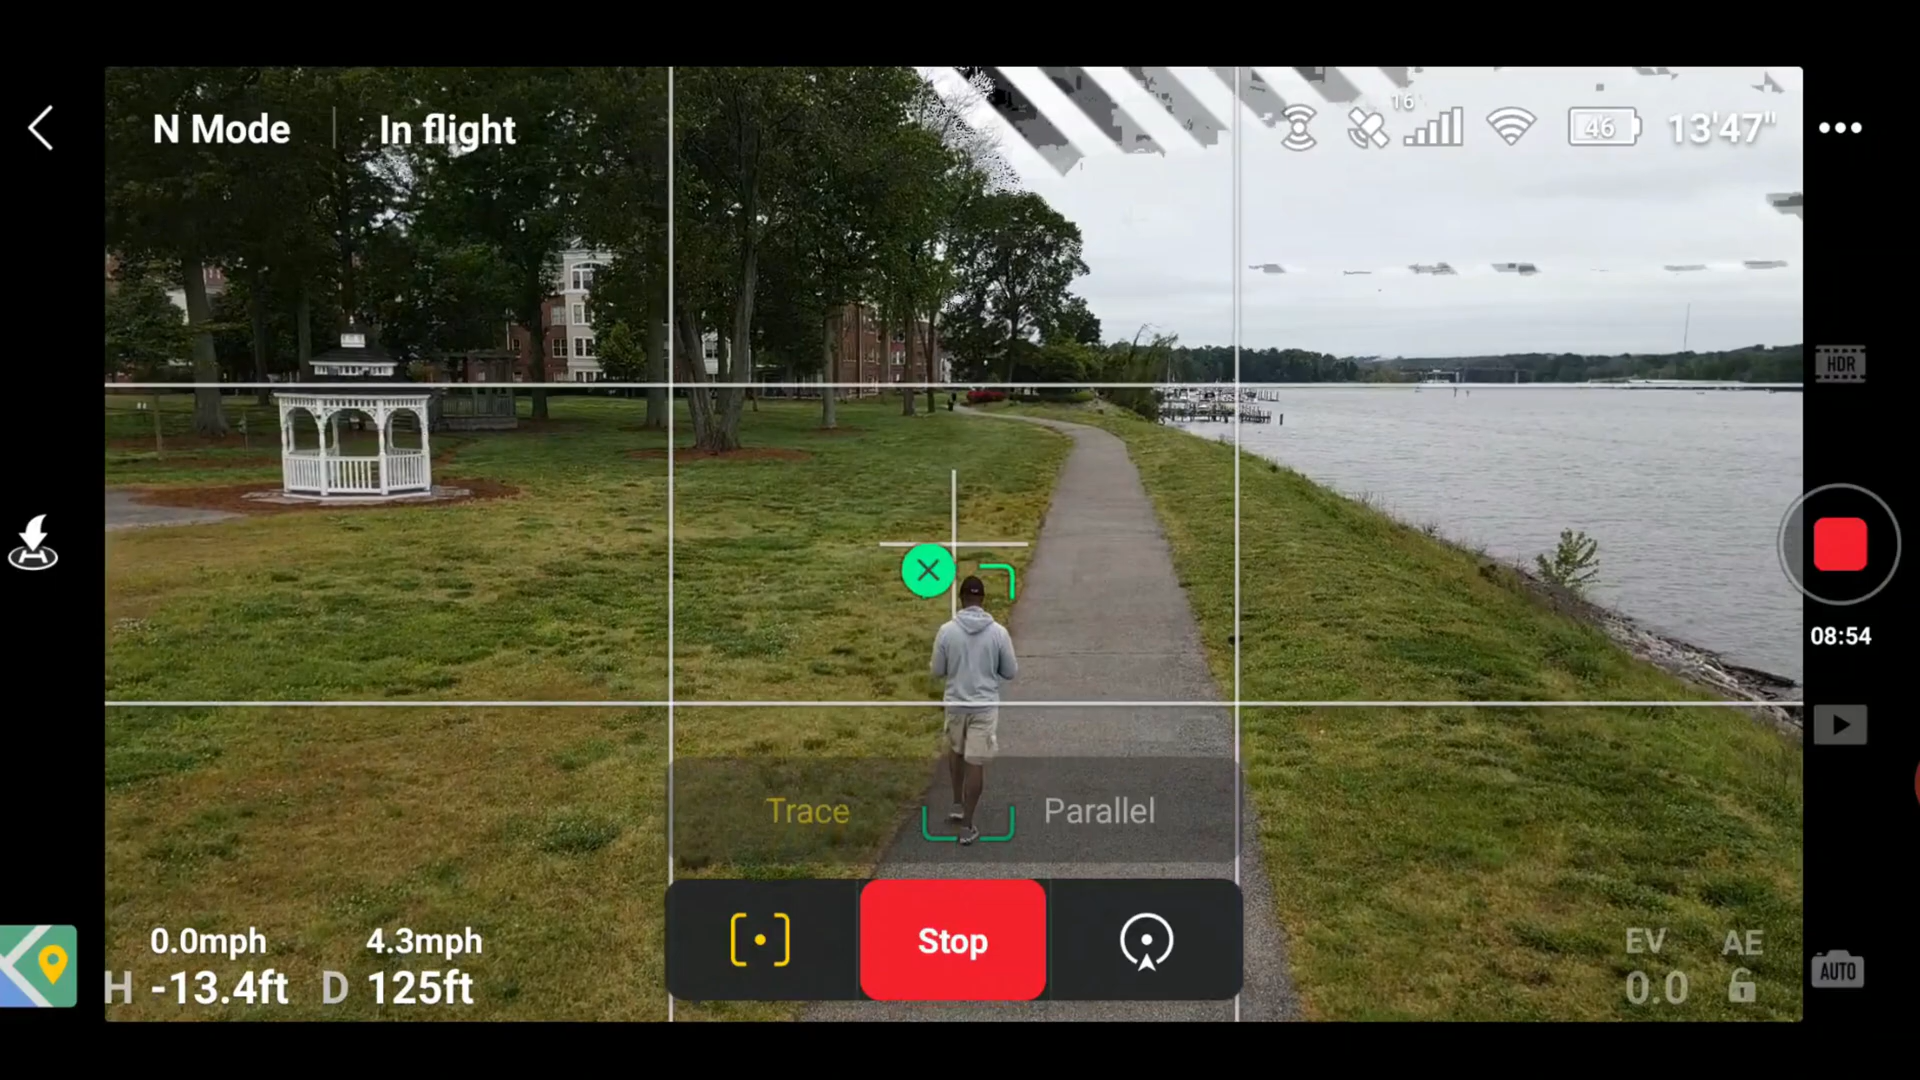 N Mode
In flight
16
46
13'47"
HDR
08:54
Trace
Parallel
Stop
0.0mph
4.3mph
H -13.4ft
D 125ft
EV
0.0
AE
AUTO